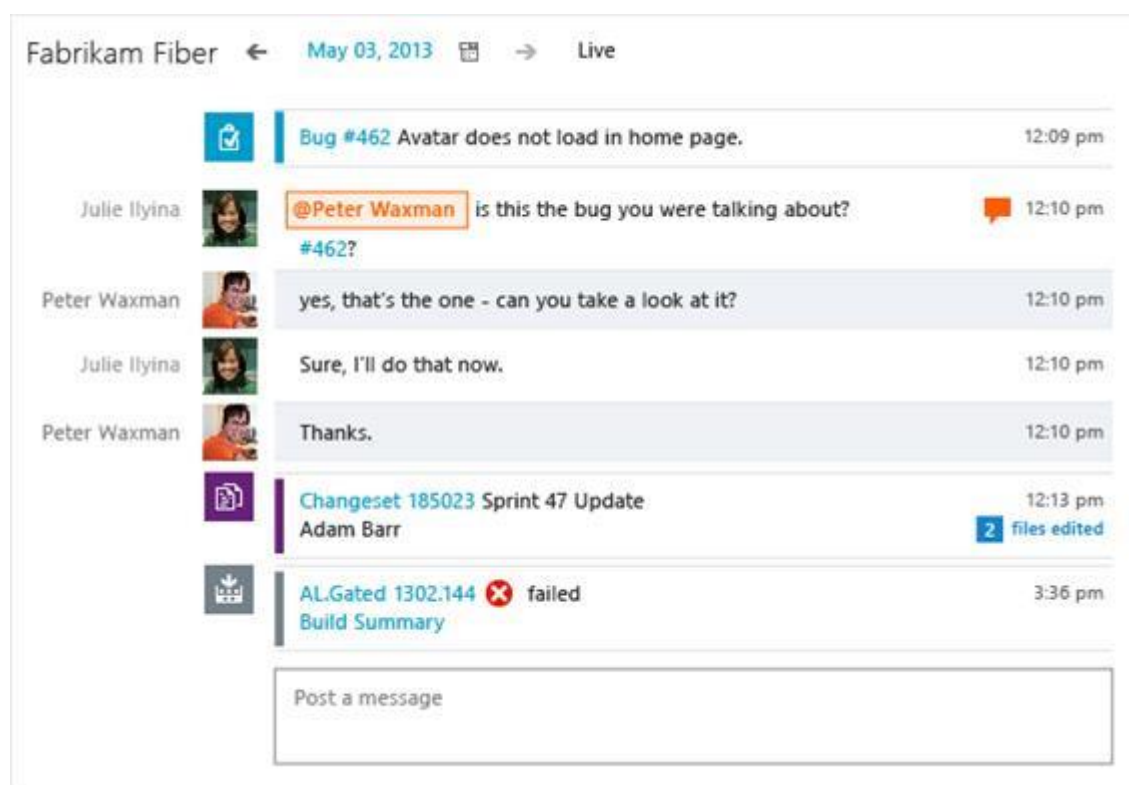 Fabrikam Fiber ← May 03, 2013 → Live
Bug #462 Avatar does not load in home page. 12:09 pm
Julie Ilyina @Peter Waxman is this the bug you were talking about? 12:10 pm
#462?
Peter Waxman yes, that's the one - can you take a look at it? 12:10 pm
Julie Ilyina Sure, I'll do that now. 12:10 pm
Peter Waxman Thanks. 12:10 pm
Changeset 185023 Sprint 47 Update 12:13 pm
Adam Barr 2 files edited
AL.Gated 1302.144 failed 3:36 pm
Build Summary
Post a message